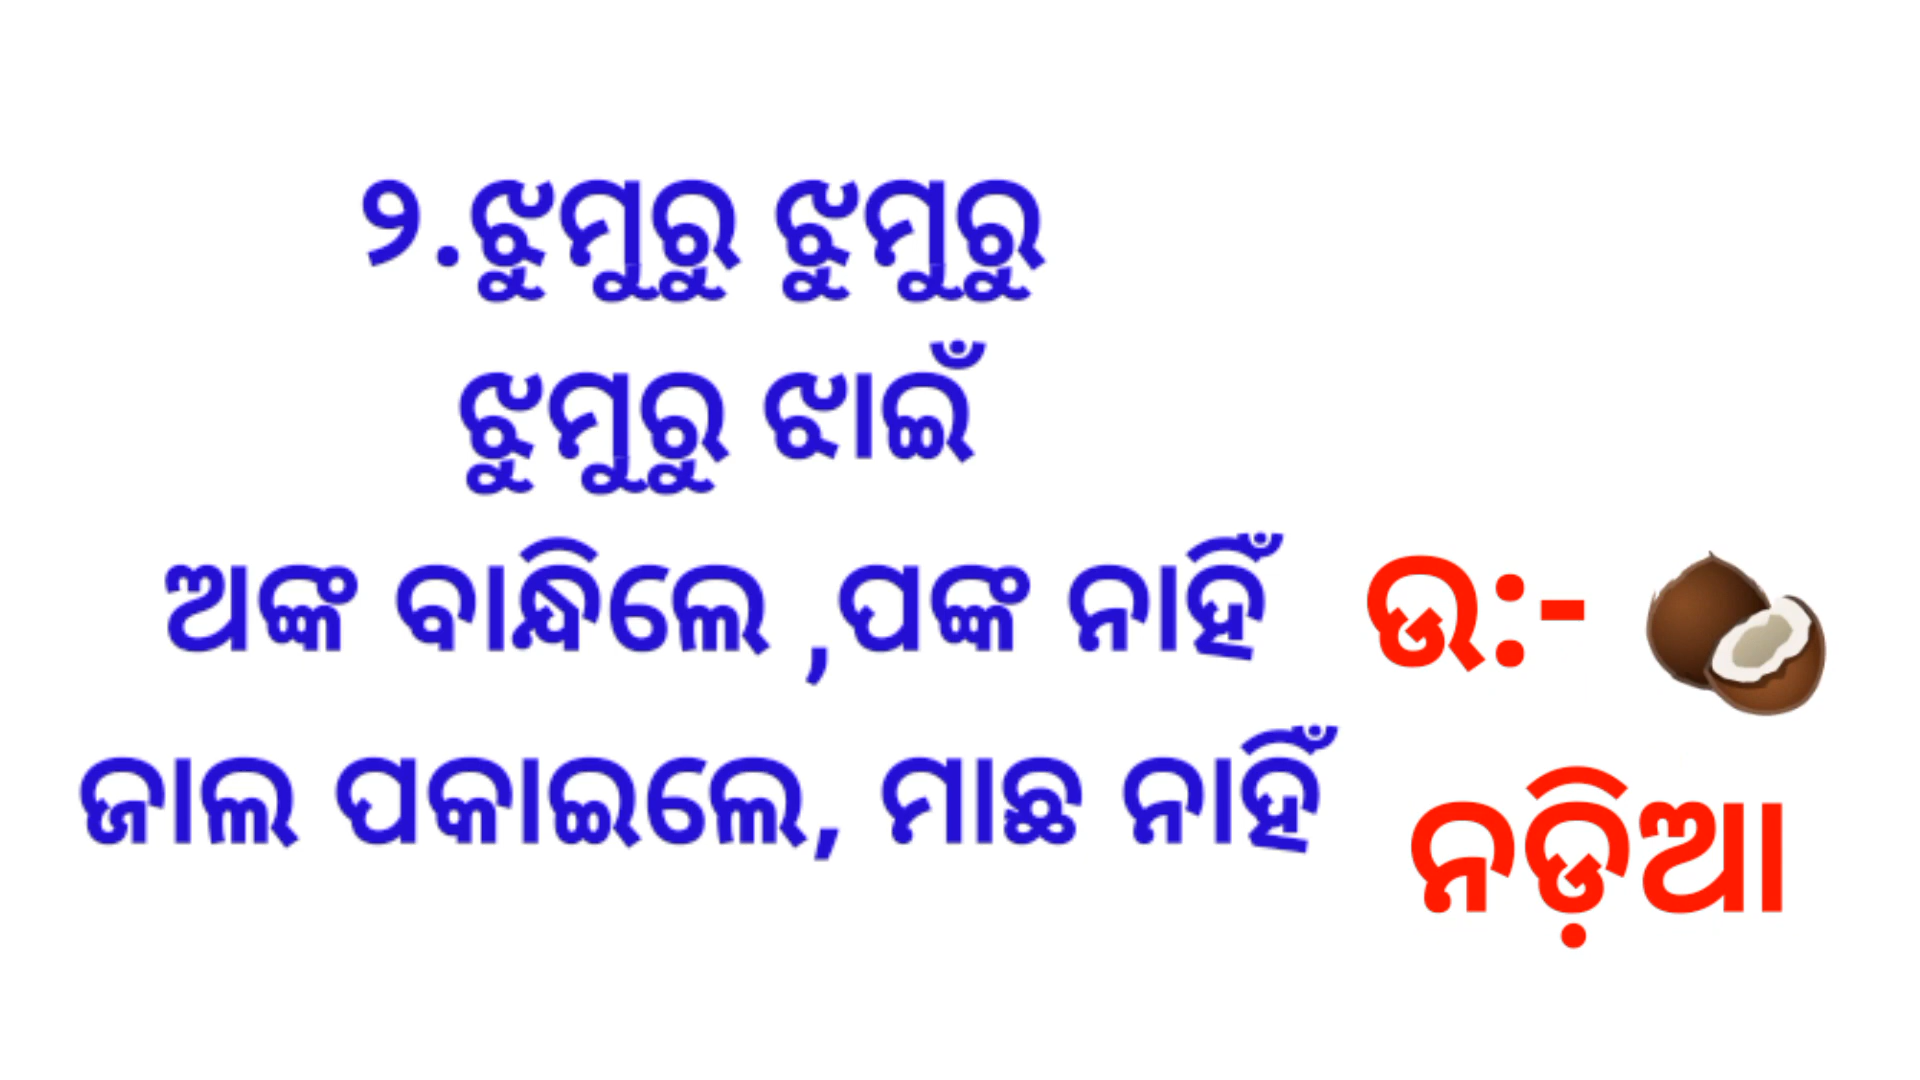 ୨.ଝୁମୁରୁ ଝୁମୁରୁ
ଝୁମୁରୁ ଝାଇଁ
ଅଙ୍କ ବାନ୍ଧିଲେ ,ପଙ୍କ ନାହିଁ
ଉ:-
ଜାଲ ପକାଇଲେ, ମାଛ ନାହିଁ
ନଡ଼ିଆ